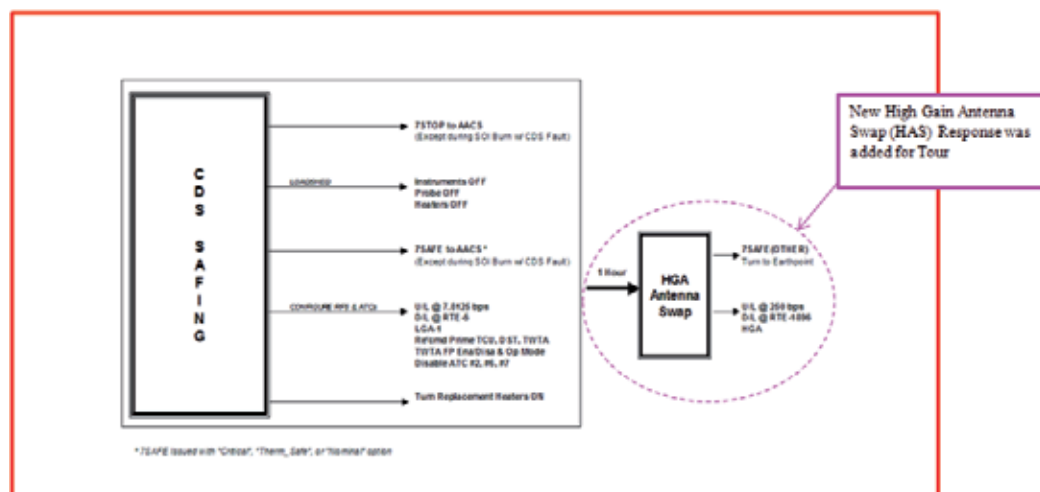 New High Gain Antenna
Swap (HAS) Response was
added for Tour
CDS SAFING
7STOP to AACS
(Except during SOI Burn w/ CDS Fault)
LOADSHED
Instruments OFF
Probe OFF
Heaters OFF
7SAFE to AACS *
(Except during SOI Burn w/ CDS Fault)
CONFIGURE RFS & ATCs
U/L @ 7.8125 bps
D/L @ RTE-5
LGA-1
Prime TCU, DST, TWTA
TWTA FP Ena/Disa & Op Mode
Disable ATC #2, #6, #7
Turn Replacement Heaters ON
1 Hour
HGA
Antenna
Swap
7SAFE (OTHER)
Turn to Earthpoint
U/L @ 250 bps
D/L @ RTE-1896
HGA
* 7SAFE issued with "Critical", "Therm_Safe", or "Nominal" option